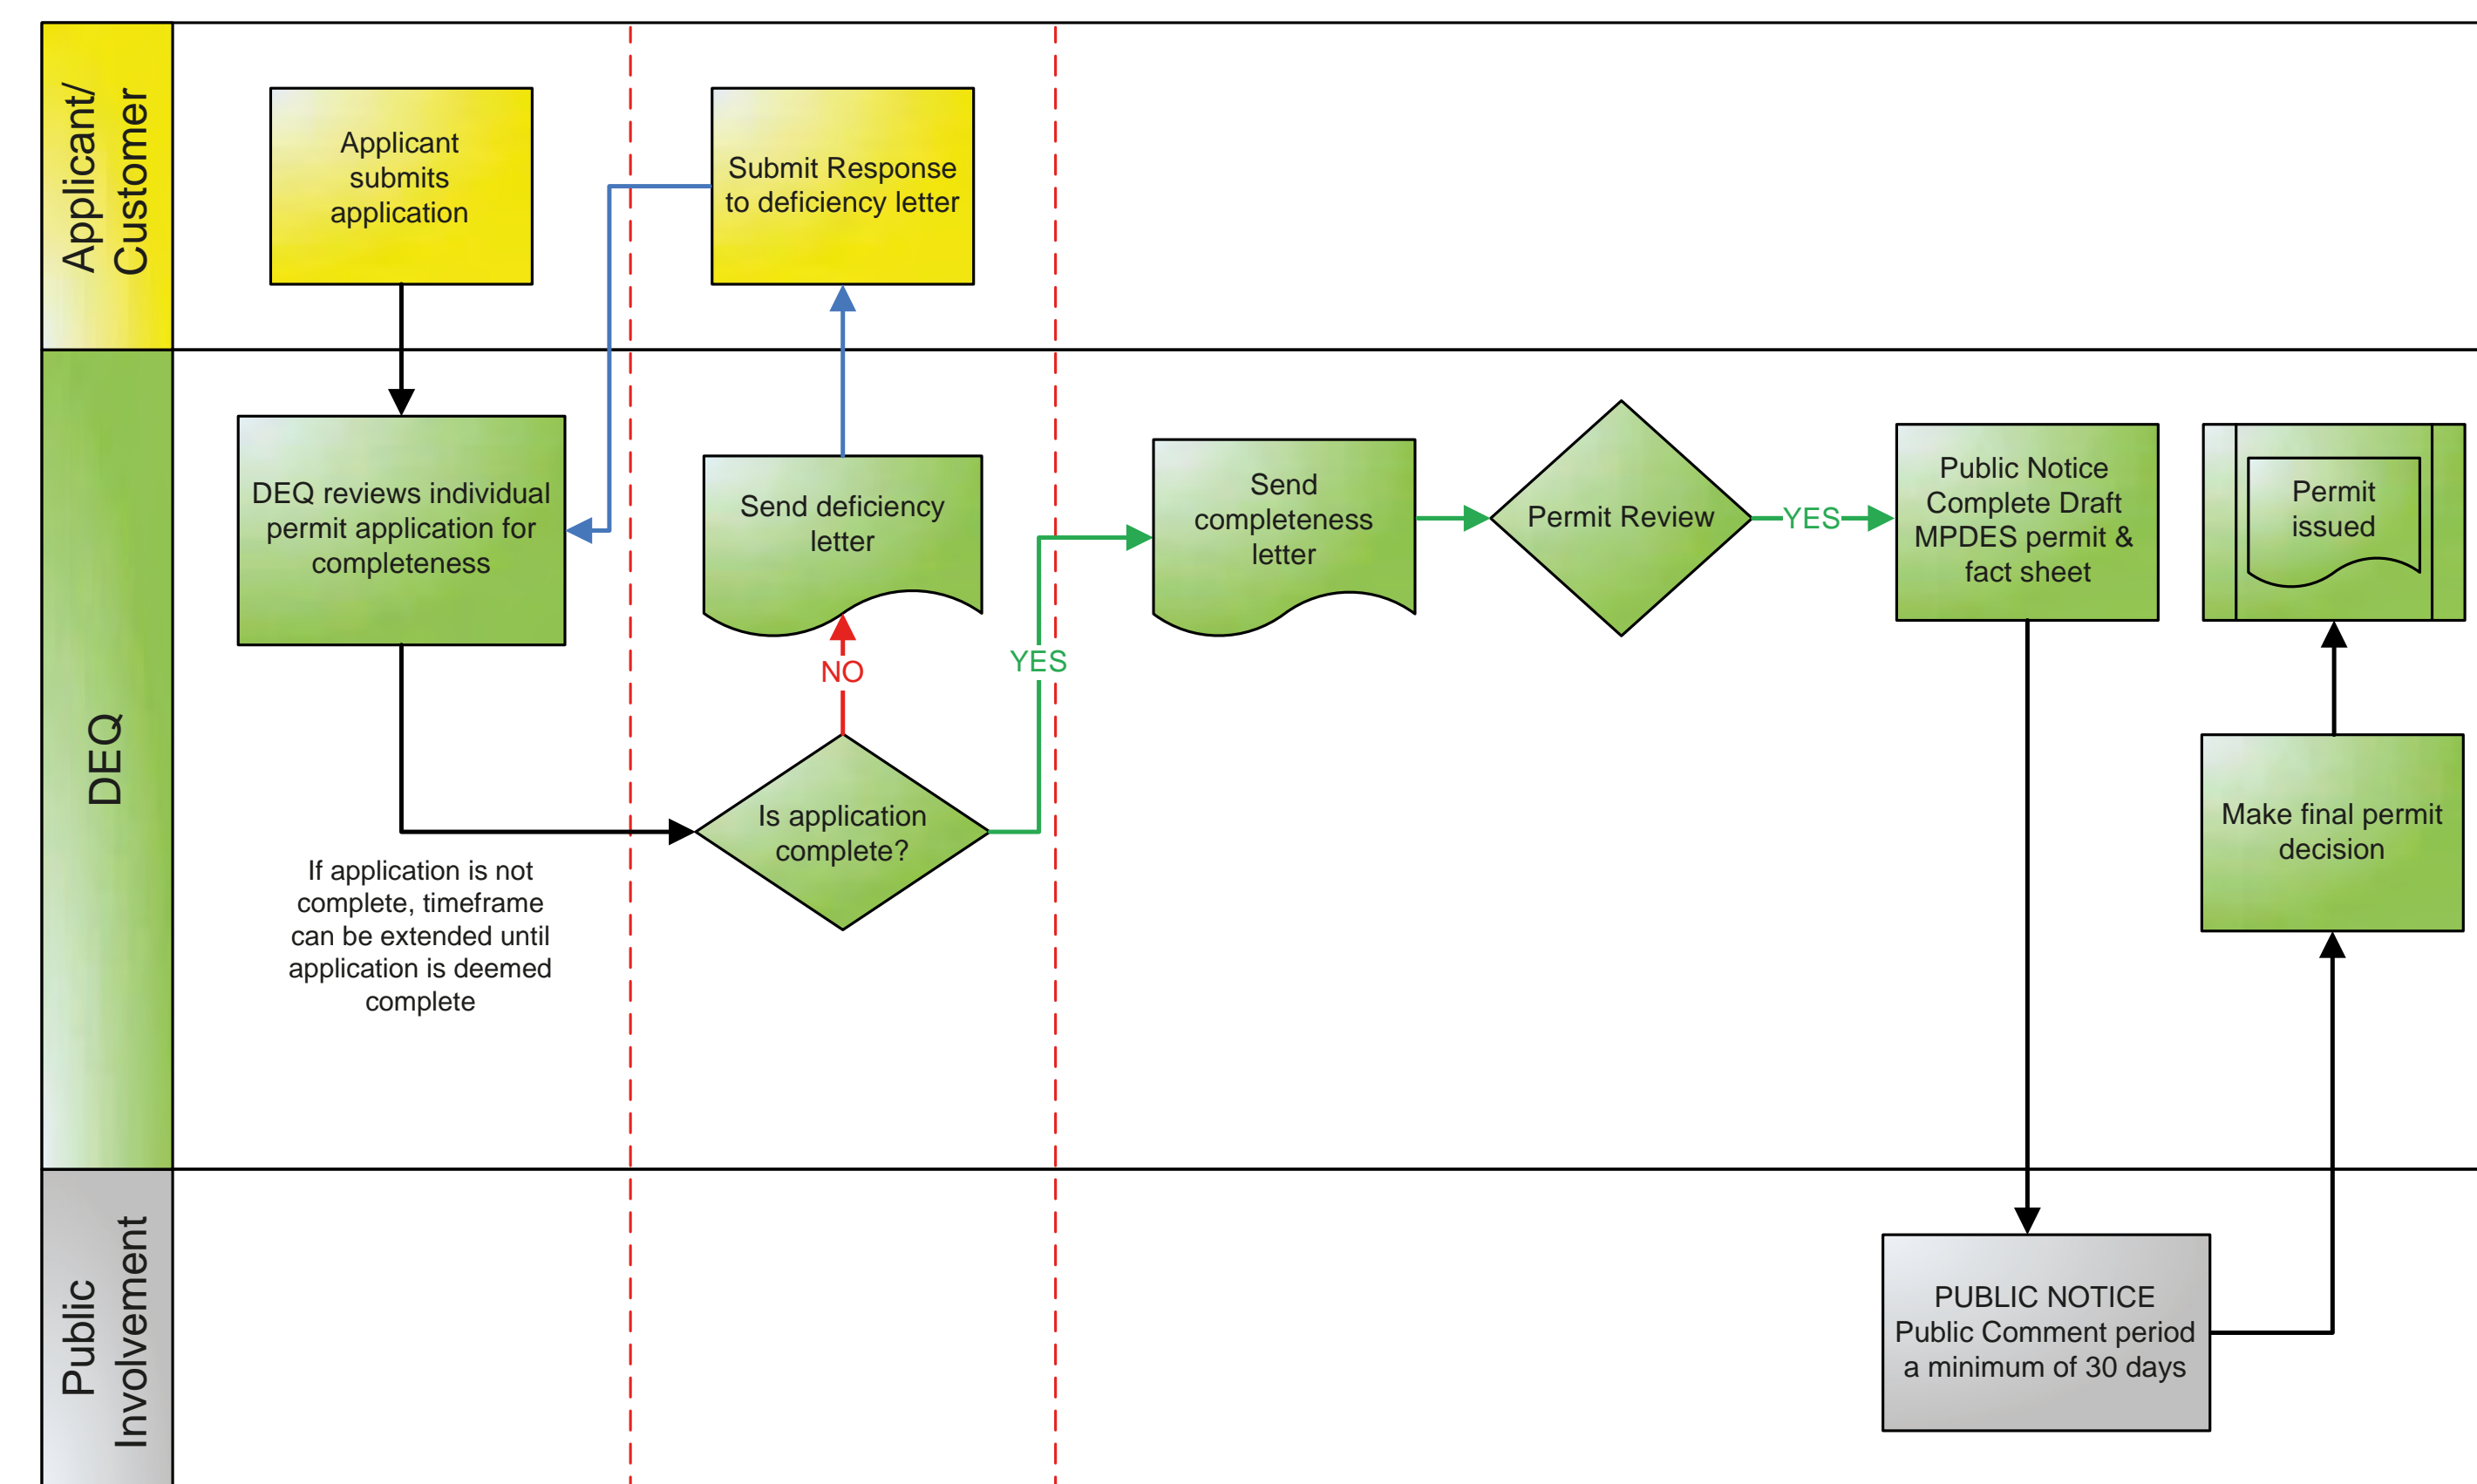 Applicant/
Customer
Applicant
submits
application
Submit Response
to deficiency letter
DEQ
DEQ reviews individual
permit application for
completeness
If application is not
complete, timeframe
can be extended until
application is deemed
complete
Send deficiency
letter
NO
Is application
complete?
YES
Send
completeness
letter
Permit Review
YES
Public Notice
Complete Draft
MPDES permit &
fact sheet
Permit
issued
Make final permit
decision
Public
Involvement
PUBLIC NOTICE
Public Comment period
a minimum of 30 days